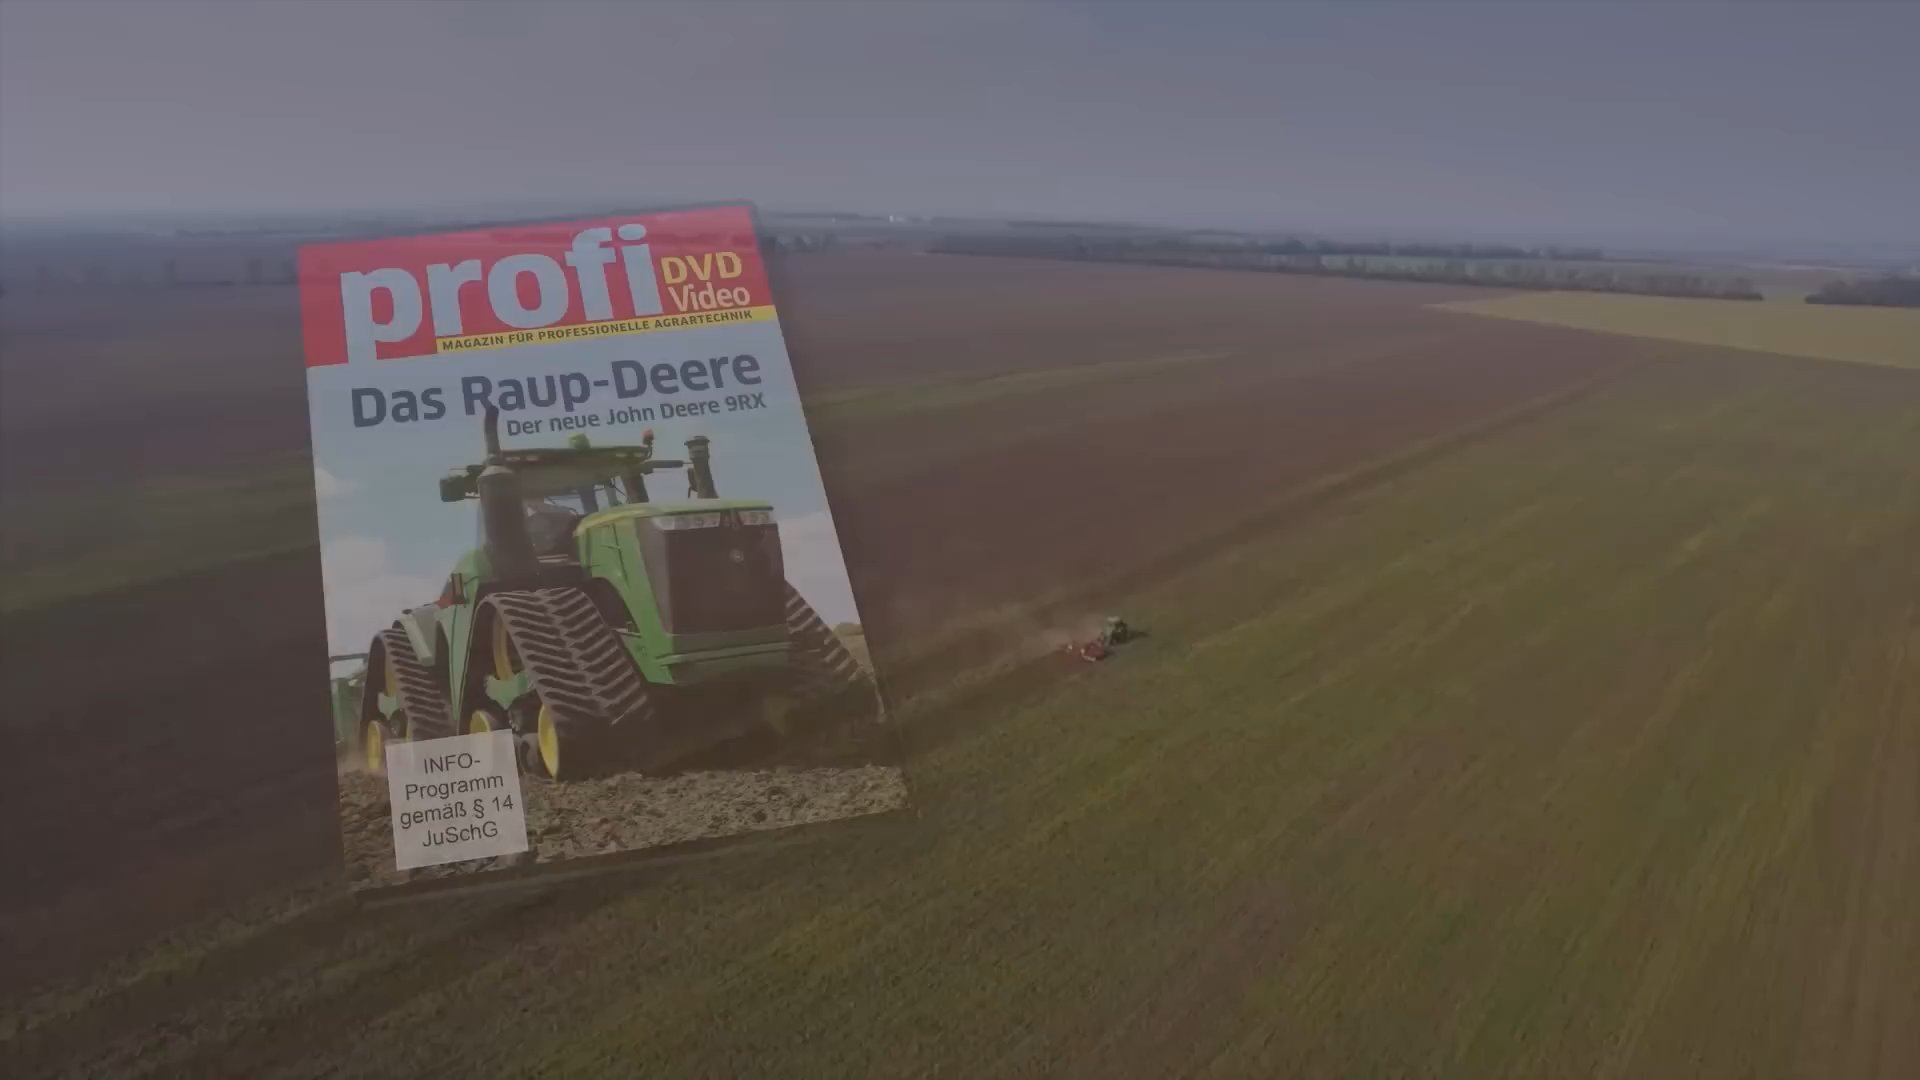 profi
DVD
Video
MAGAZIN FÜR PROFESSIONELLE AGRARTECHNIK
Das Raup-Deere
Der neue John Deere 9RX
INFO-
Programm
gemäß § 14
JuSchG